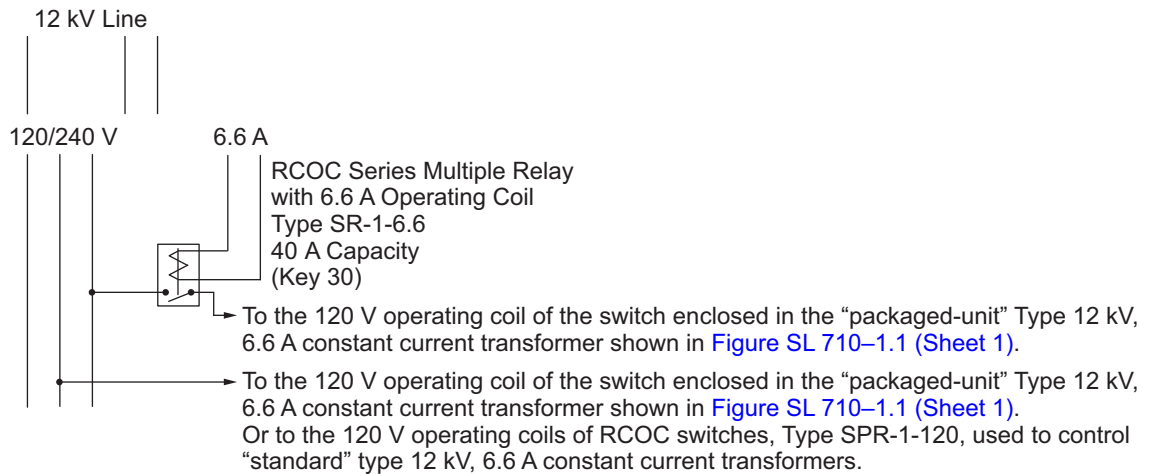 12 kV Line
120/240 V
6.6 A
RCOC Series Multiple Relay
with 6.6 A Operating Coil
Type SR-1-6.6
40 A Capacity
(Key 30)
To the 120 V operating coil of the switch enclosed in the “packaged-unit” Type 12 kV,
6.6 A constant current transformer shown in Figure SL 710–1.1 (Sheet 1).
To the 120 V operating coil of the switch enclosed in the “packaged-unit” Type 12 kV,
6.6 A constant current transformer shown in Figure SL 710–1.1 (Sheet 1).
Or to the 120 V operating coils of RCOC switches, Type SPR-1-120, used to control
“standard” type 12 kV, 6.6 A constant current transformers.